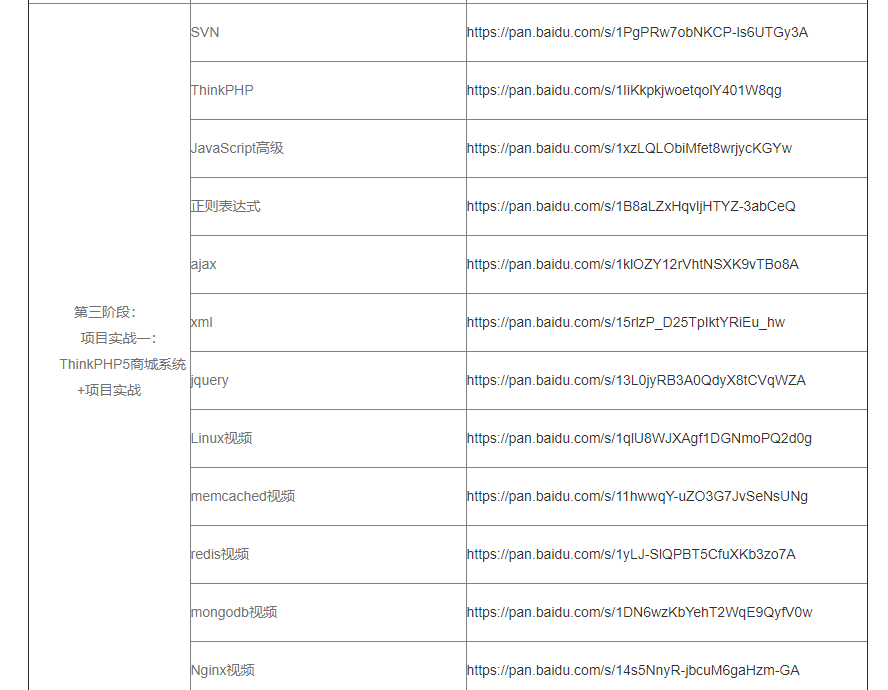 SVN
https://pan.baidu.com/s/1PgPRw7obNKCP-Is6UTGy3A
ThinkPHP
https://pan.baidu.com/s/1IiKkpkjwoetqolY401W8qg
JavaScript高级
https://pan.baidu.com/s/1xzLQLObiMfet8wrjycKGYw
正则表达式
https://pan.baidu.com/s/1B8aLZxHqvIjHTYZ-3abCeQ
ajax
https://pan.baidu.com/s/1kIOZY12rVhtNSXK9vTBo8A
第三阶段：
项目实战一：
ThinkPHP5商城系统
+项目实战
xml
https://pan.baidu.com/s/15rlzP_D25TpIktYRiEu_hw
jquery
https://pan.baidu.com/s/13L0jyRB3A0QdyX8tCVqWZA
Linux视频
https://pan.baidu.com/s/1qlU8WJXAgf1DGNmoPQ2d0g
memcached视频
https://pan.baidu.com/s/11hwwqY-uZO3G7JvSeNsUNg
redis视频
https://pan.baidu.com/s/1yLJ-SlQPBT5CfuXKb3zo7A
mongodb视频
https://pan.baidu.com/s/1DN6wzKbYehT2WqE9QyfV0w
Nginx视频
https://pan.baidu.com/s/14s5NnyR-jbcuM6gaHzm-GA